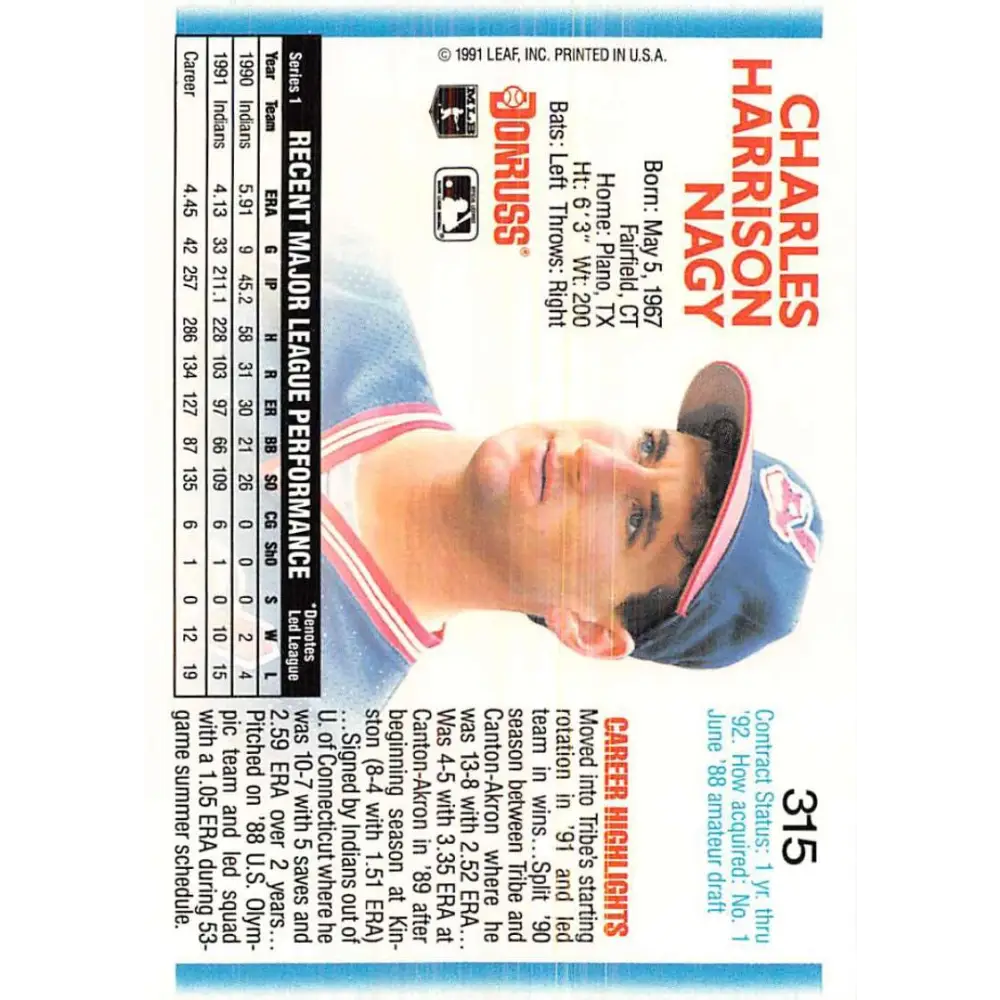 CHARLES
HARRISON
NAGY
Born: May 5, 1967
Fairfield, CT
Home: Plano, TX
Ht: 6'3" Wt: 200
Bats: Left Throws: Right
DONRUSS®
MLB
© 1991 LEAF, INC. PRINTED IN U.S.A.
315
Contract Status: 1 yr. thru
'92. How acquired: No. 1
June '88 amateur draft
CAREER HIGHLIGHTS
Moved into Tribe's starting
rotation in '91 and led
team in wins...Split '90
season between Tribe and
Canton-Akron where he
was 13-8 with 2.52 ERA...
Was 4-5 with 3.35 ERA at
Canton-Akron in '89 after
beginning season at Kin-
ston (8-4 with 1.51 ERA)
...Signed by Indians out of
U. of Connecticut where he
was 10-7 with 5 saves and
2.59 ERA over 2 years...
Pitched on '88 U.S. Olym-
pic team and led squad
with a 1.05 ERA during 53-
game summer schedule.
Series 1 RECENT MAJOR LEAGUE PERFORMANCE *Denotes Led League
Year Team ERA G IP H R ER BB SO CG ShO S W L
1990 Indians 5.91 9 45.2 58 31 30 21 26 0 0 0 2 4
1991 Indians 4.13 33 211.1 228 103 97 66 109 6 1 0 10 15
Career 4.45 42 257 286 134 127 87 135 6 1 0 12 19